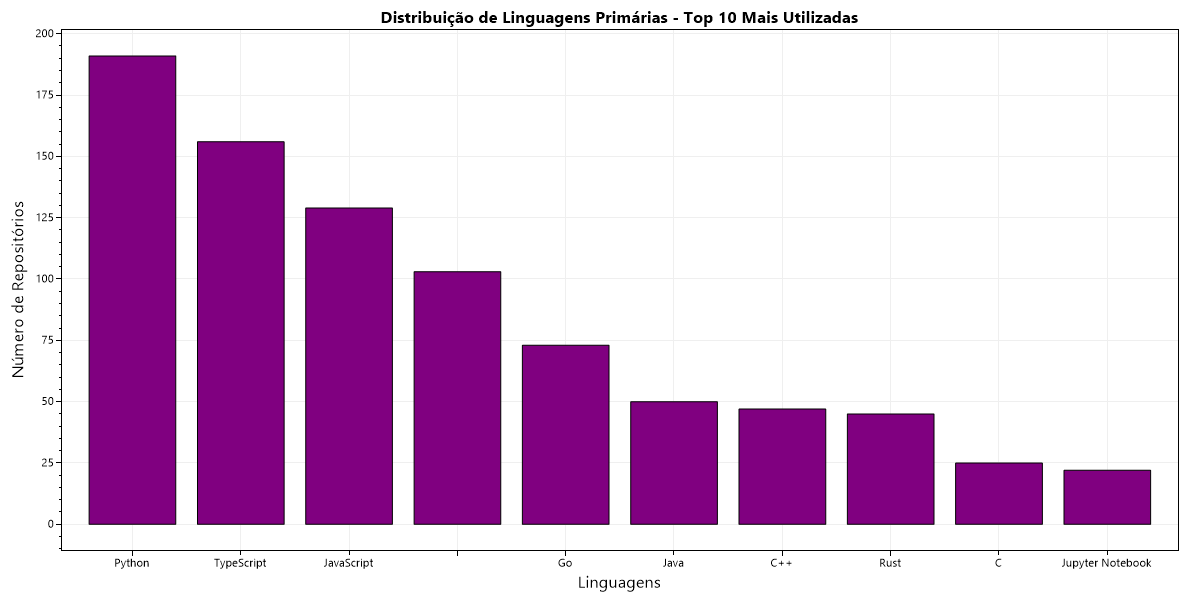 Distribuição de Linguagens Primárias - Top 10 Mais Utilizadas
Número de Repositórios
200
175
150
125
100
75
50
25
0
Python TypeScript JavaScript Go Java C++ Rust C Jupyter Notebook
Linguagens